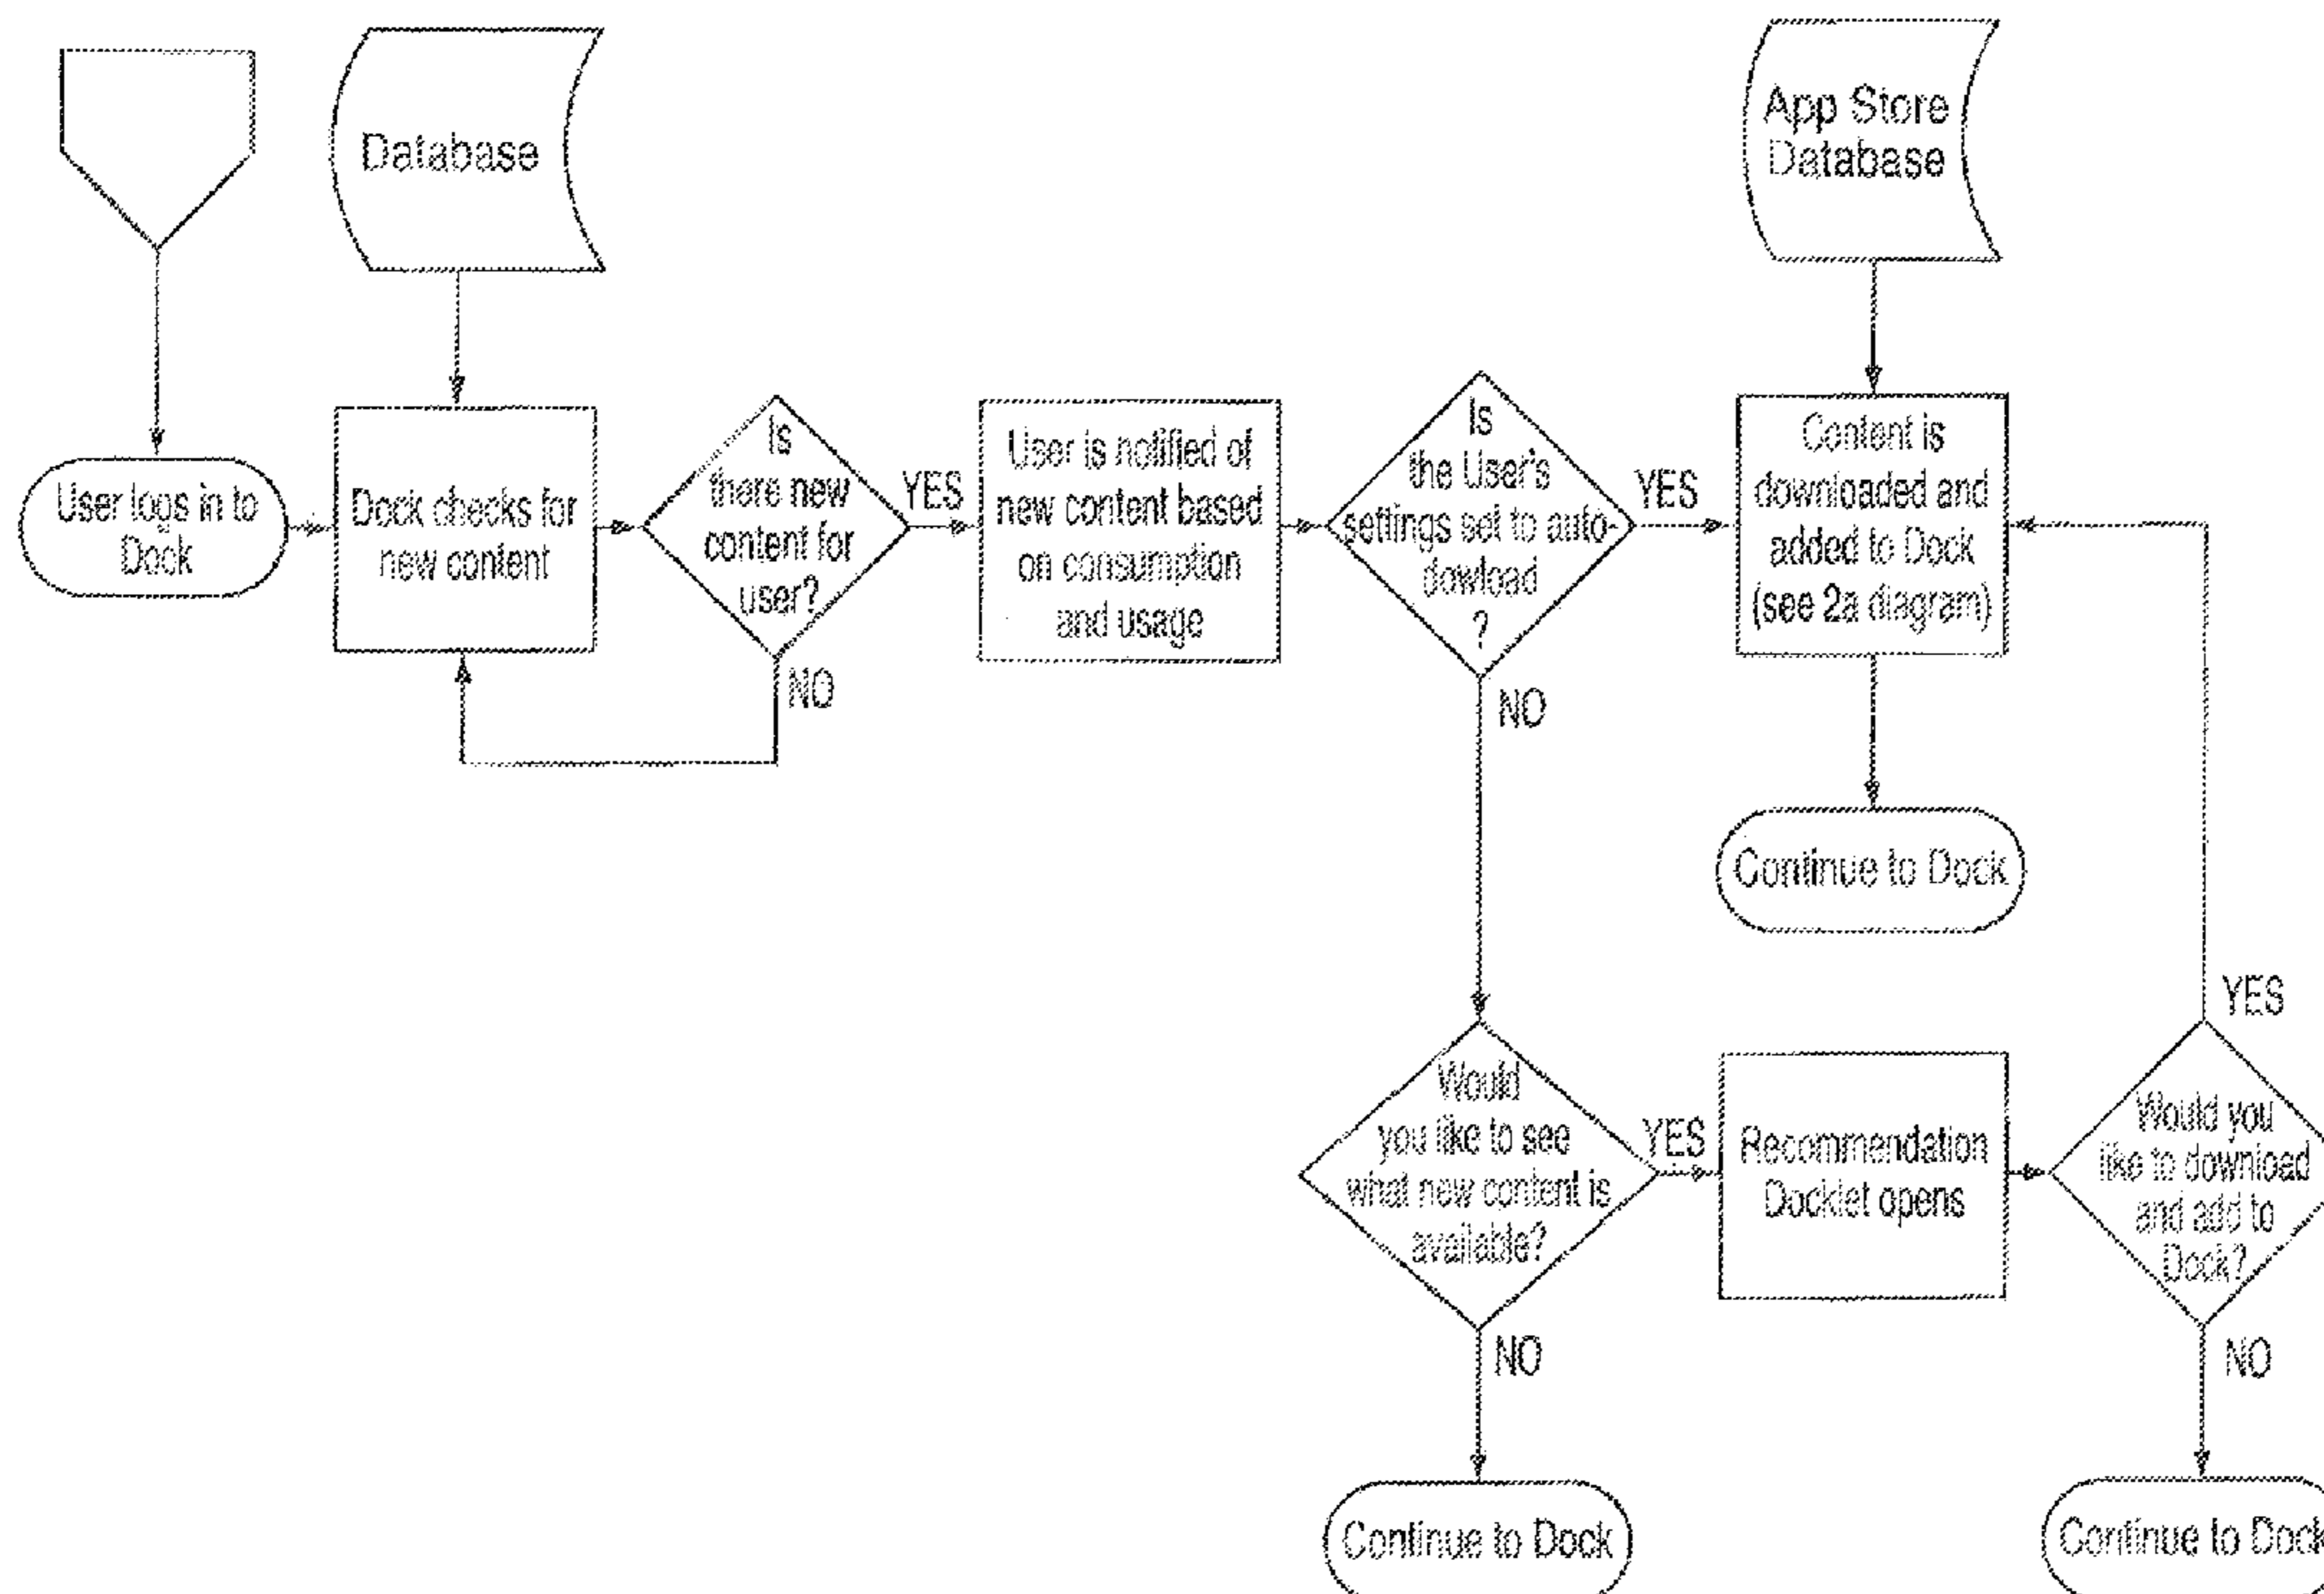 Database
App Store
Database
User logs in to
Dock
Dock checks for
new content
Is
there new
content for
user?
YES
NO
User is notified of
new content based
on consumption
and usage
Is
the User's
settings set to auto-
dowload
?
YES
NO
Content is
downloaded and
added to Dock
(see 2a diagram)
Continue to Dock
Would
you like to see
what new content is
available?
YES
NO
Recommendation
Docklet opens
Would you
like to download
and add to
Dock?
YES
NO
Continue to Dock
Continue to Dock